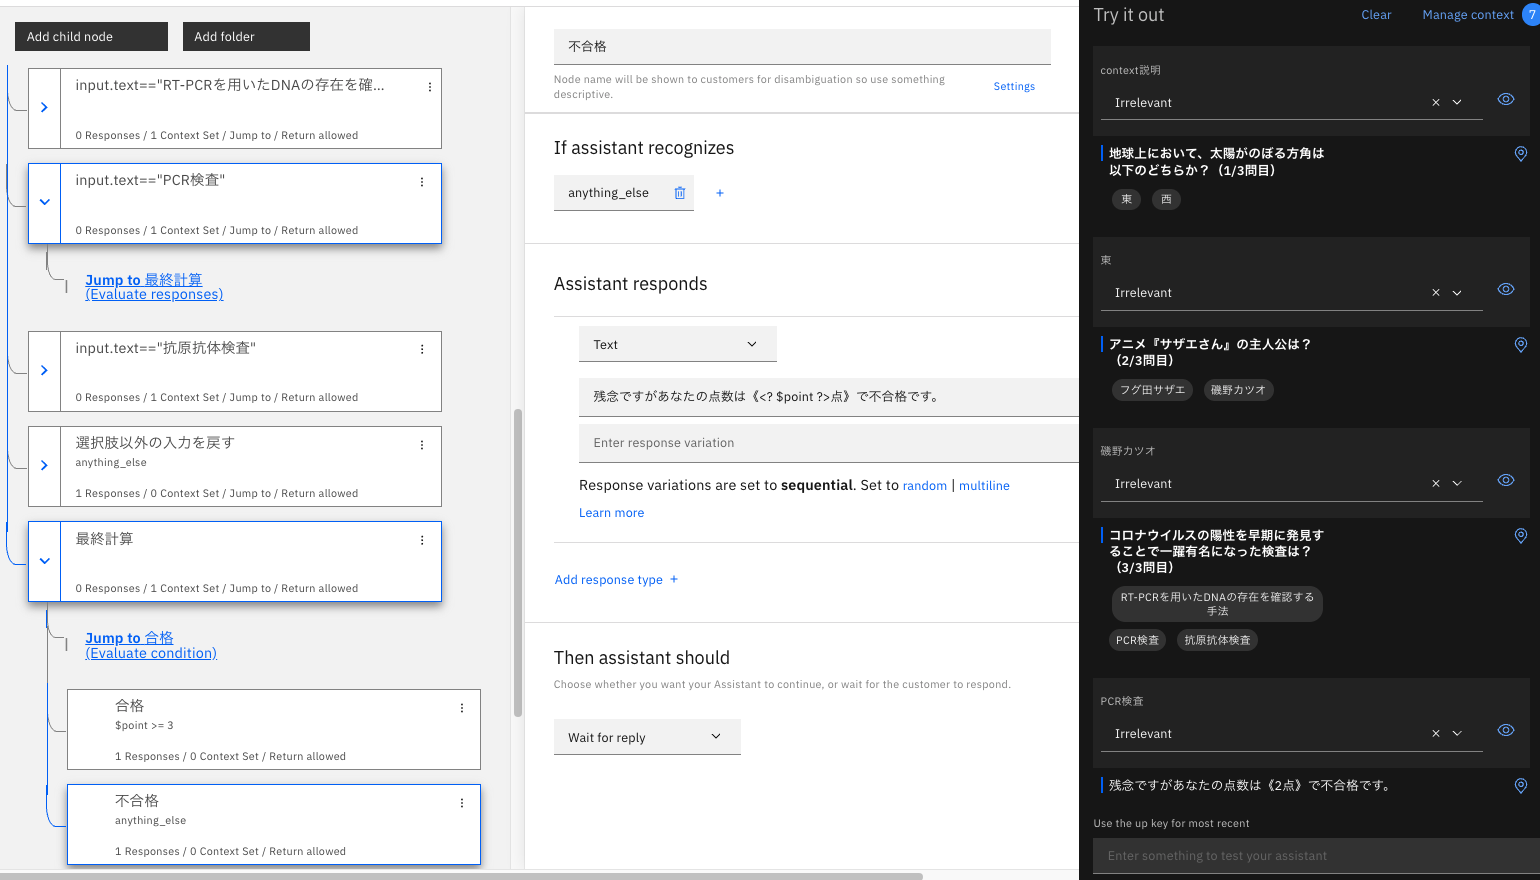 Add child node
Add folder
input.text=="RT-PCRを用いたDNAの存在を確...
0 Responses / 1 Context Set / Jump to / Return allowed
input.text=="PCR検査"
0 Responses / 1 Context Set / Jump to / Return allowed
Jump to 最終計算
(Evaluate responses)
input.text=="抗原抗体検査"
0 Responses / 1 Context Set / Jump to / Return allowed
選択肢以外の入力を戻す
anything_else
1 Responses / 0 Context Set / Jump to / Return allowed
最終計算
0 Responses / 1 Context Set / Jump to / Return allowed
Jump to 合格
(Evaluate condition)
合格
$point >= 3
1 Responses / 0 Context Set / Return allowed
不合格
anything_else
1 Responses / 0 Context Set / Return allowed
不合格
Node name will be shown to customers for disambiguation so use something
descriptive.
Settings
If assistant recognizes
anything_else
Assistant responds
Text
残念ですがあなたの点数は《<? $point ?>点》で不合格です。
Enter response variation
Response variations are set to sequential. Set to random | multiline
Learn more
Add response type +
Then assistant should
Choose whether you want your Assistant to continue, or wait for the customer to respond.
Wait for reply
Try it out
Clear
Manage context 7
context説明
Irrelevant
地球上において、太陽がのぼる方角は
以下のどちらか？（1/3問目）
東 西
東
Irrelevant
アニメ『サザエさん』の主人公は？
（2/3問目）
フグ田サザエ 磯野カツオ
磯野カツオ
Irrelevant
コロナウイルスの陽性を早期に発見す
ることで一躍有名になった検査は？
（3/3問目）
RT-PCRを用いたDNAの存在を確認する
手法
PCR検査 抗原抗体検査
PCR検査
Irrelevant
残念ですがあなたの点数は《2点》で不合格です。
Use the up key for most recent
Enter something to test your assistant